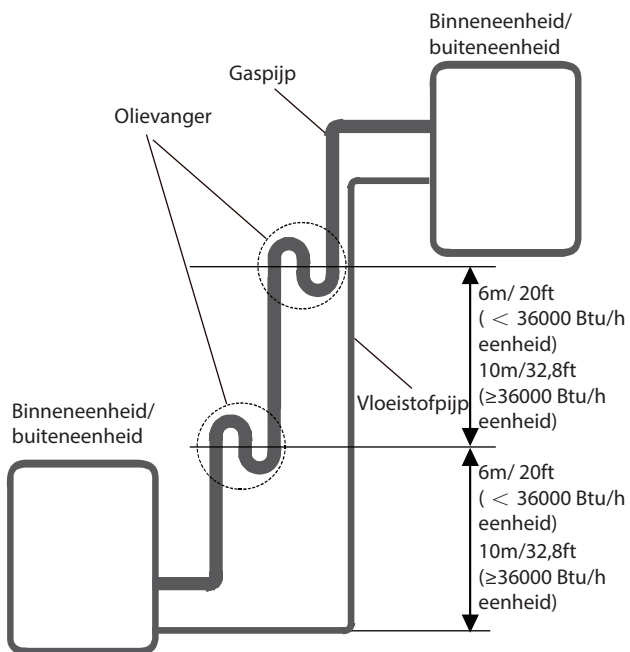 Binneneenheid/
buiteneenheid
Gaspijp
Olievanger
6m/ 20ft
( < 36000 Btu/h
eenheid)
10m/32,8ft
(≥36000 Btu/h
eenheid)
Vloeistofpijp
Binneneenheid/
buiteneenheid
6m/ 20ft
( < 36000 Btu/h
eenheid)
10m/32,8ft
(≥36000 Btu/h
eenheid)